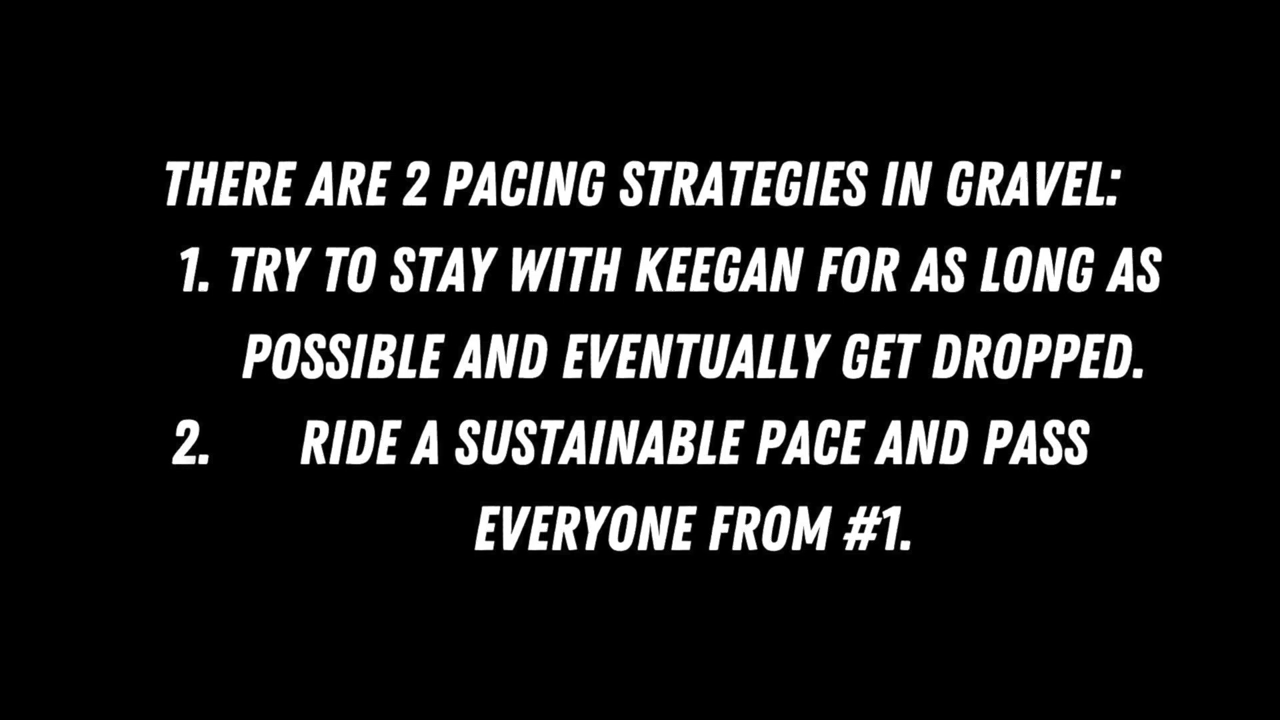 THERE ARE 2 PACING STRATEGIES IN GRAVEL:
1. TRY TO STAY WITH KEEGAN FOR AS LONG AS
POSSIBLE AND EVENTUALLY GET DROPPED.
2. RIDE A SUSTAINABLE PACE AND PASS
EVERYONE FROM #1.